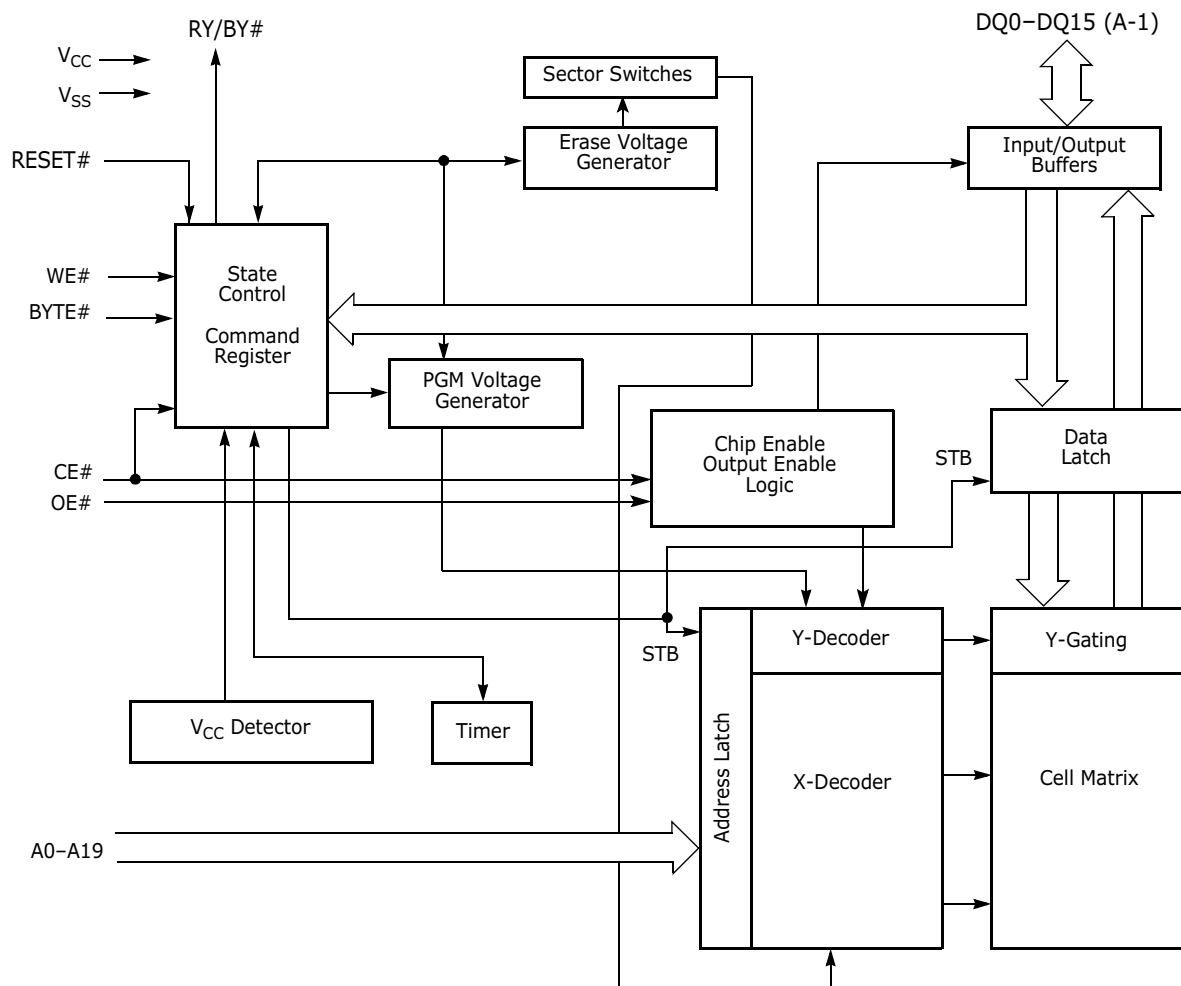 RY/BY#
DQ0–DQ15 (A-1)
VCC
VSS
Sector Switches
RESET#
Erase Voltage
Generator
Input/Output
Buffers
WE#
BYTE#
State
Control
Command
Register
PGM Voltage
Generator
Chip Enable
Output Enable
Logic
STB
Data
Latch
CE#
OE#
STB
Y-Decoder
Y-Gating
VCC Detector
Timer
Address Latch
X-Decoder
Cell Matrix
A0–A19